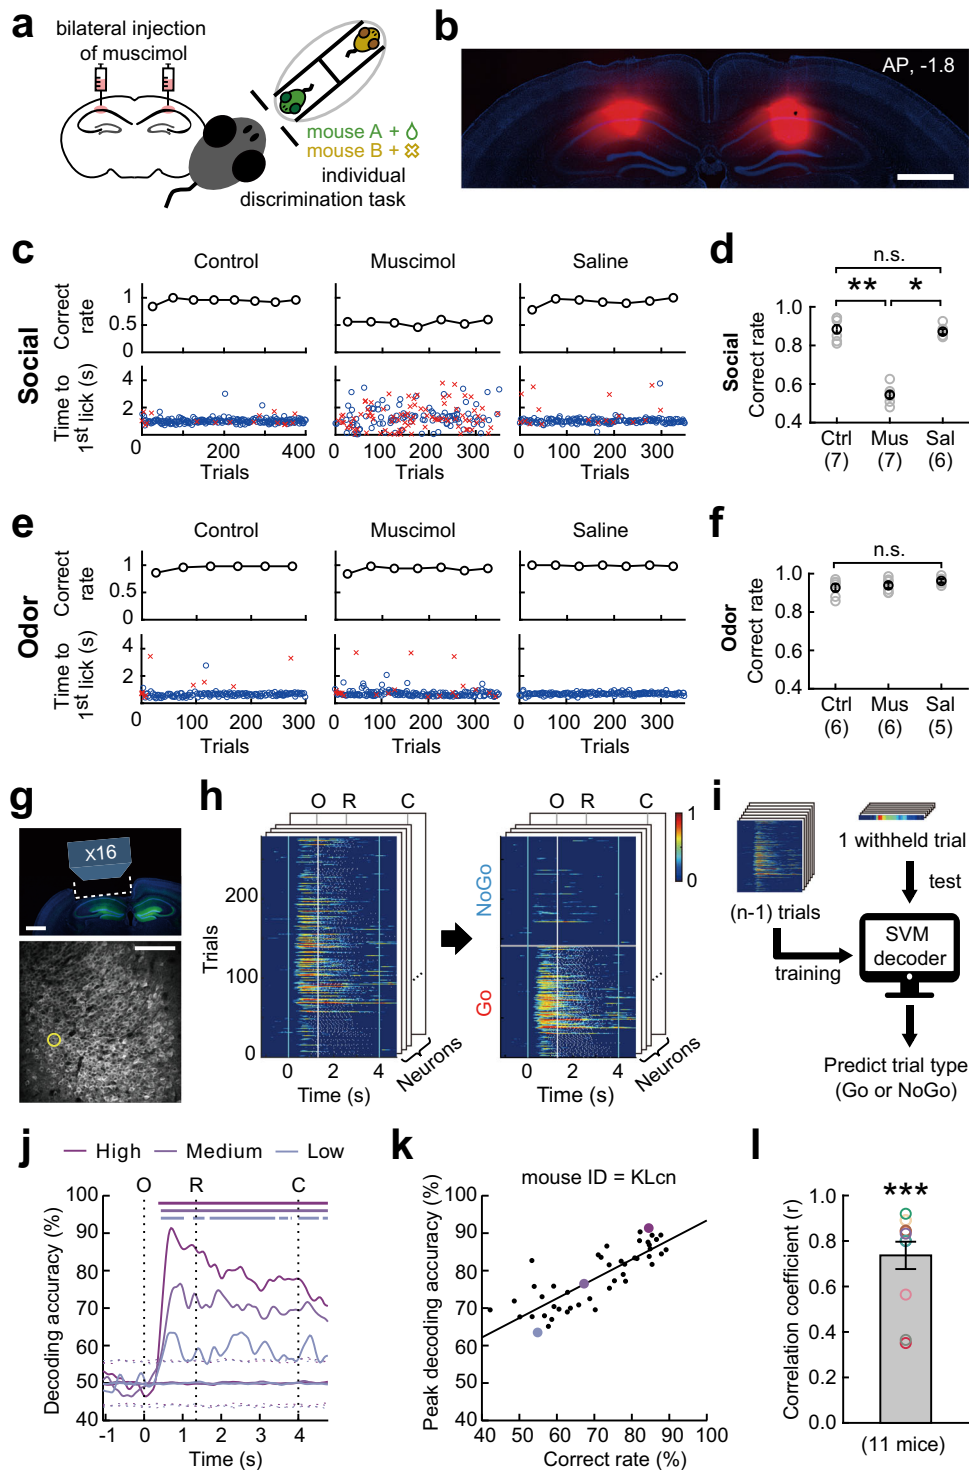 a
bilateral injection
of muscimol
mouse A +
mouse B +
individual
discrimination task
b
AP, -1.8
c
Control
Muscimol
Saline
Social
Correct
rate
1
0.5
0
Time to
1st lick (s)
4
2
0
200
400
0
100
200
300
0
100
200
300
Trials
Trials
Trials
d
n.s.
**
*
Social
Correct rate
1.0
0.8
0.6
0.4
Ctrl
Mus
Sal
(7)
(7)
(6)
e
Control
Muscimol
Saline
Odor
Correct
rate
1
0.5
0
Time to
1st lick (s)
4
2
0
100
200
300
0
100
200
300
0
100
200
300
Trials
Trials
Trials
f
n.s.
Odor
Correct rate
1.0
0.8
0.6
0.4
Ctrl
Mus
Sal
(6)
(6)
(5)
g
x16
h
O
R
C
O
R
C
1
0
Trials
200
100
0
NoGo
Go
0
2
4
0
2
4
Time (s)
Time (s)
Neurons
Neurons
i
1 withheld trial
test
(n-1) trials
training
SVM
decoder
Predict trial type
(Go or NoGo)
j
High
Medium
Low
O
R
C
Decoding accuracy (%)
100
90
80
70
60
50
40
-1
0
1
2
3
4
Time (s)
k
mouse ID = KLcn
Peak decoding accuracy (%)
100
90
80
70
60
50
40
40
50
60
70
80
90
100
Correct rate (%)
l
***
Correlation coefficient (r)
1.0
0.8
0.6
0.4
0.2
0.0
(11 mice)